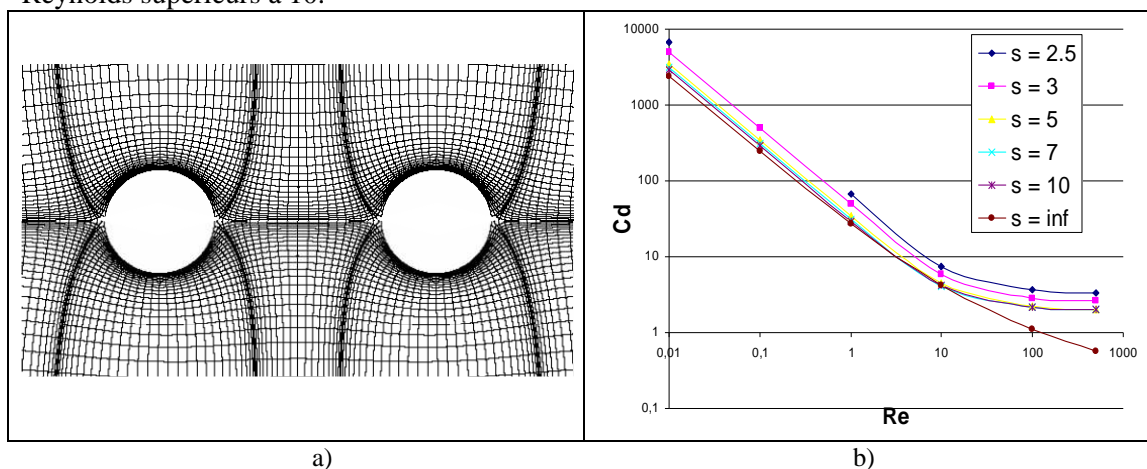 Reynolds supérieurs à 10.
10000
1000
100
10
1
0,1
0,01
0,1
1
10
100
1000
Cd
Re
s = 2.5
s = 3
s = 5
s = 7
s = 10
s = inf
a)
b)